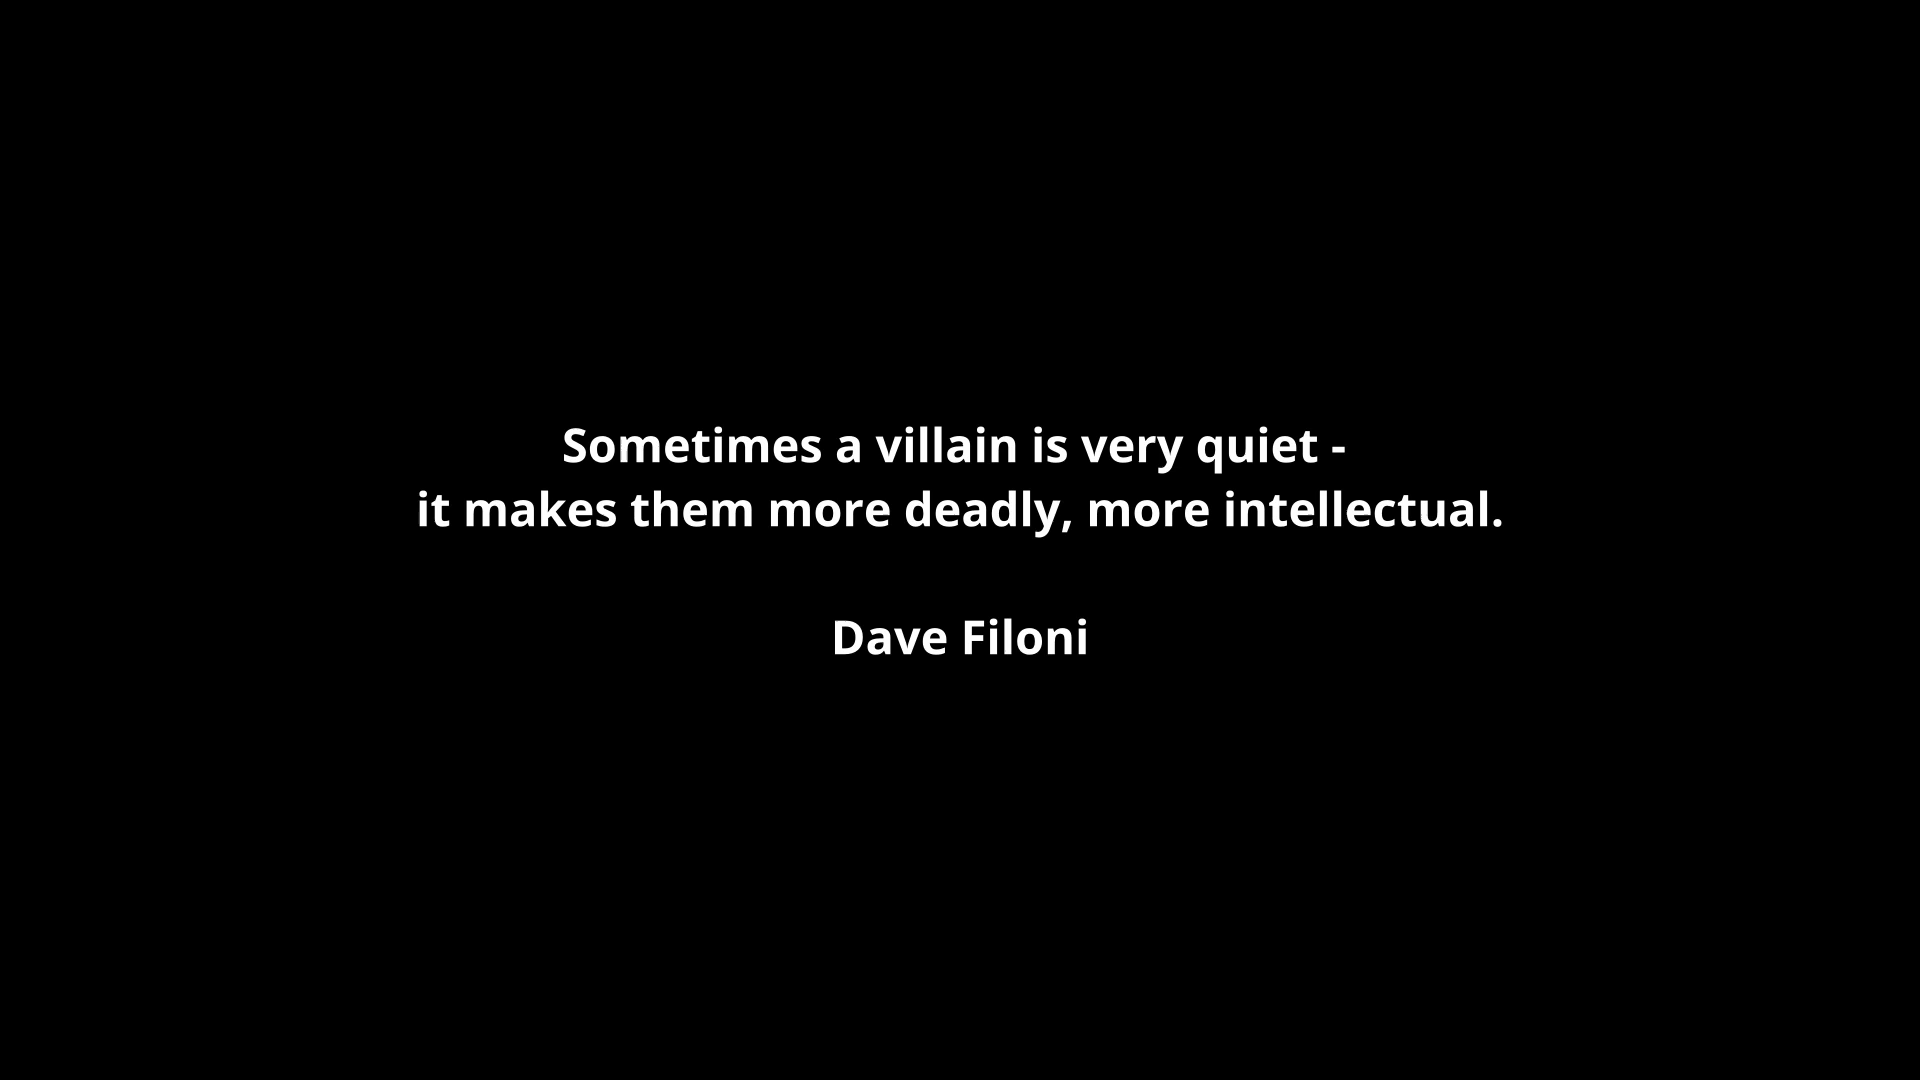 Sometimes a villain is very quiet -
it makes them more deadly, more intellectual.
Dave Filoni